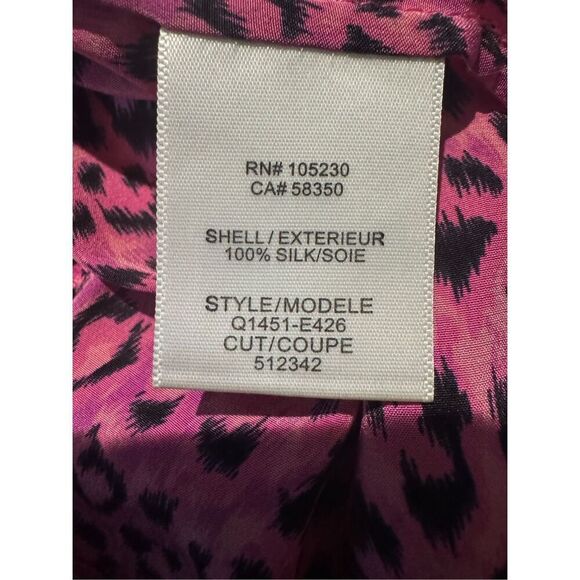 RN# 105230
CA# 58350
SHELL/EXTERIEUR
100% SILK/SOIE
STYLE/MODELE
Q1451-E426
CUT/COUPE
512342